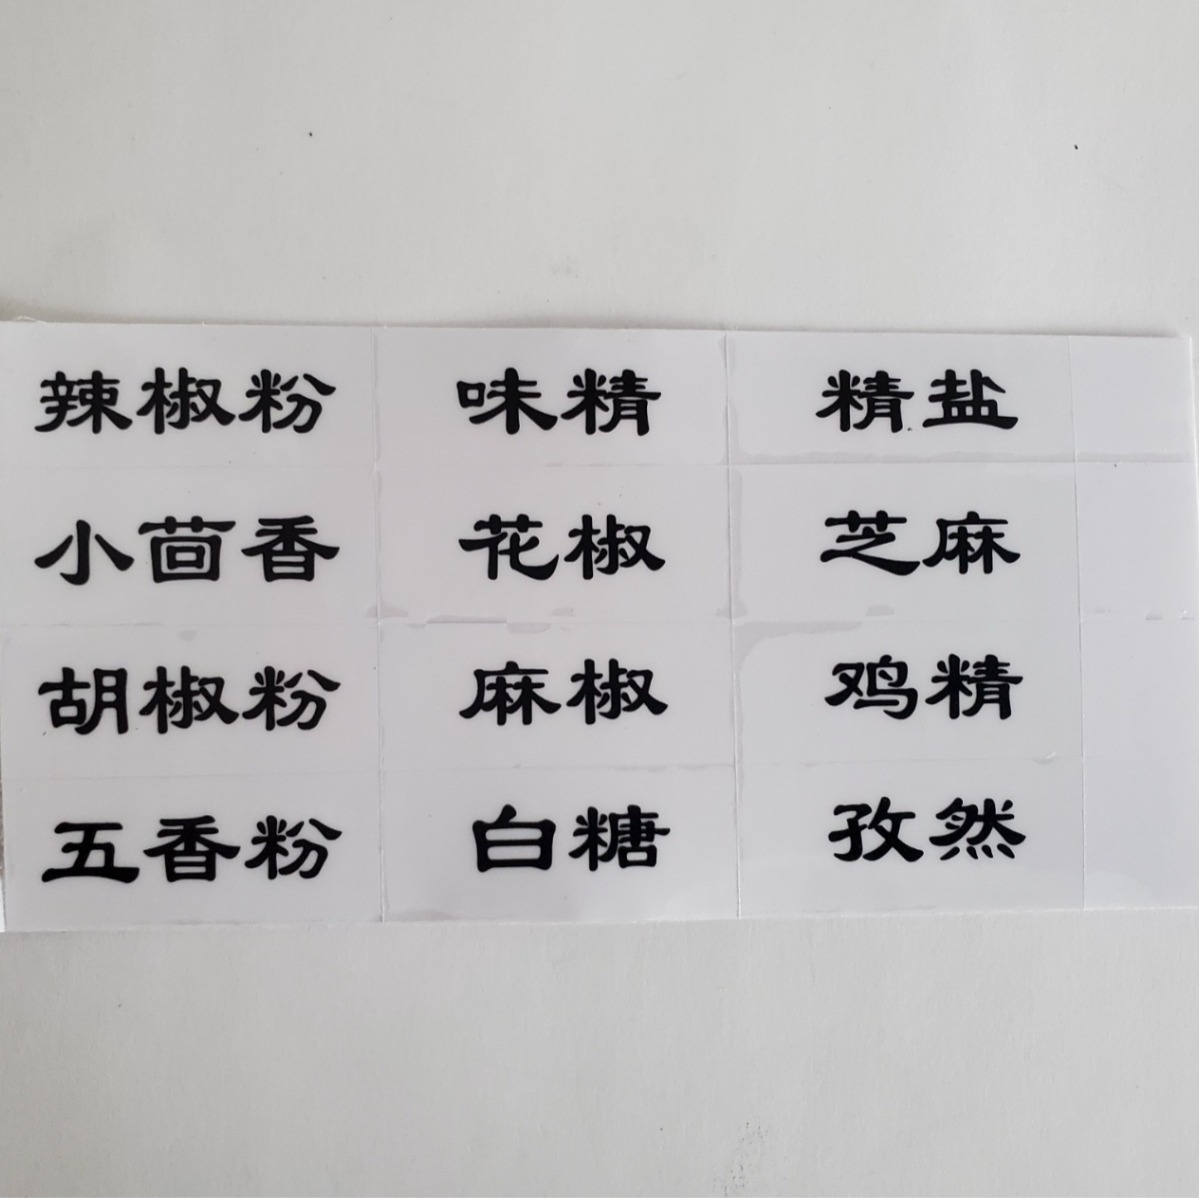 辣椒粉 味精 精盐
小茴香 花椒 芝麻
胡椒粉 麻椒 鸡精
五香粉 白糖 孜然